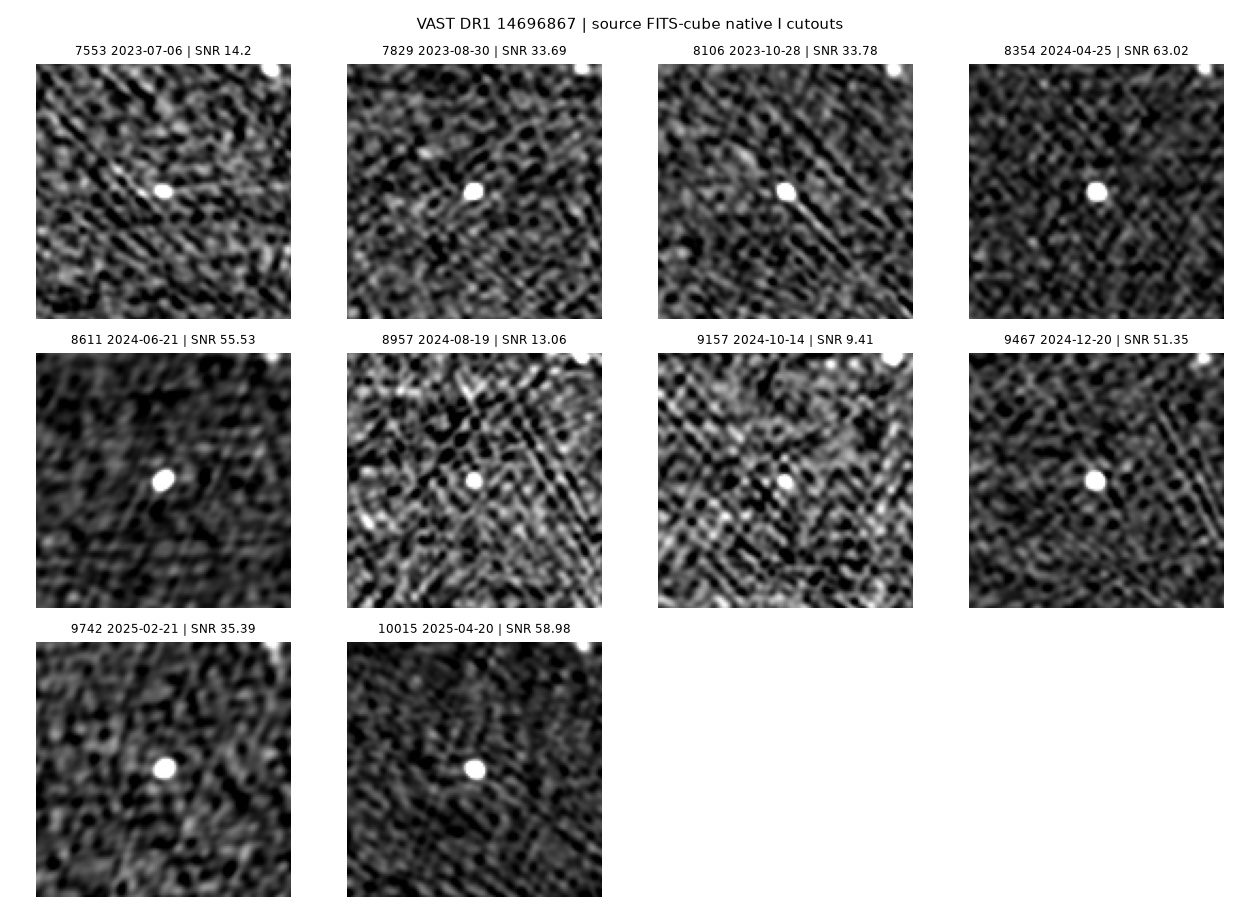 VAST DR1 14696867 | source FITS-cube native I cutouts
7553 2023-07-06 | SNR 14.2
7829 2023-08-30 | SNR 33.69
8106 2023-10-28 | SNR 33.78
8354 2024-04-25 | SNR 63.02
8611 2024-06-21 | SNR 55.53
8957 2024-08-19 | SNR 13.06
9157 2024-10-14 | SNR 9.41
9467 2024-12-20 | SNR 51.35
9742 2025-02-21 | SNR 35.39
10015 2025-04-20 | SNR 58.98